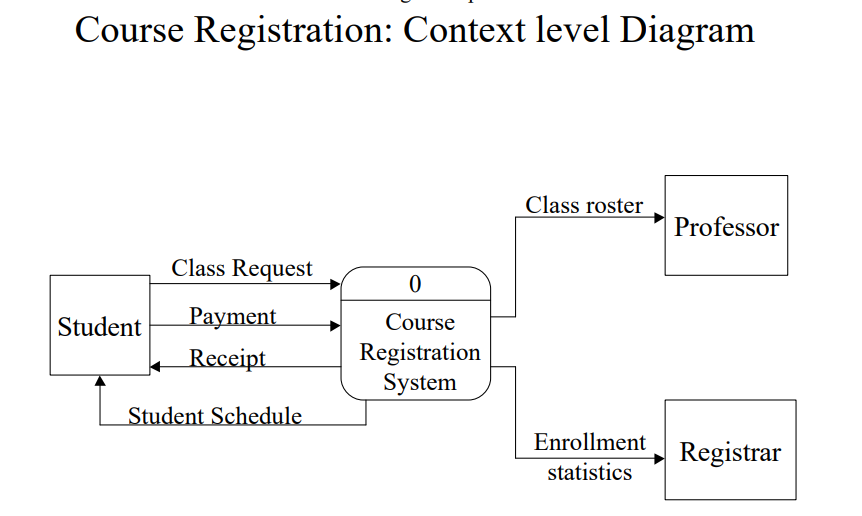 Course Registration: Context level Diagram
Class roster
Professor
Class Request
0
Student
Payment
Course
Registration
System
Receipt
Student Schedule
Enrollment
statistics
Registrar